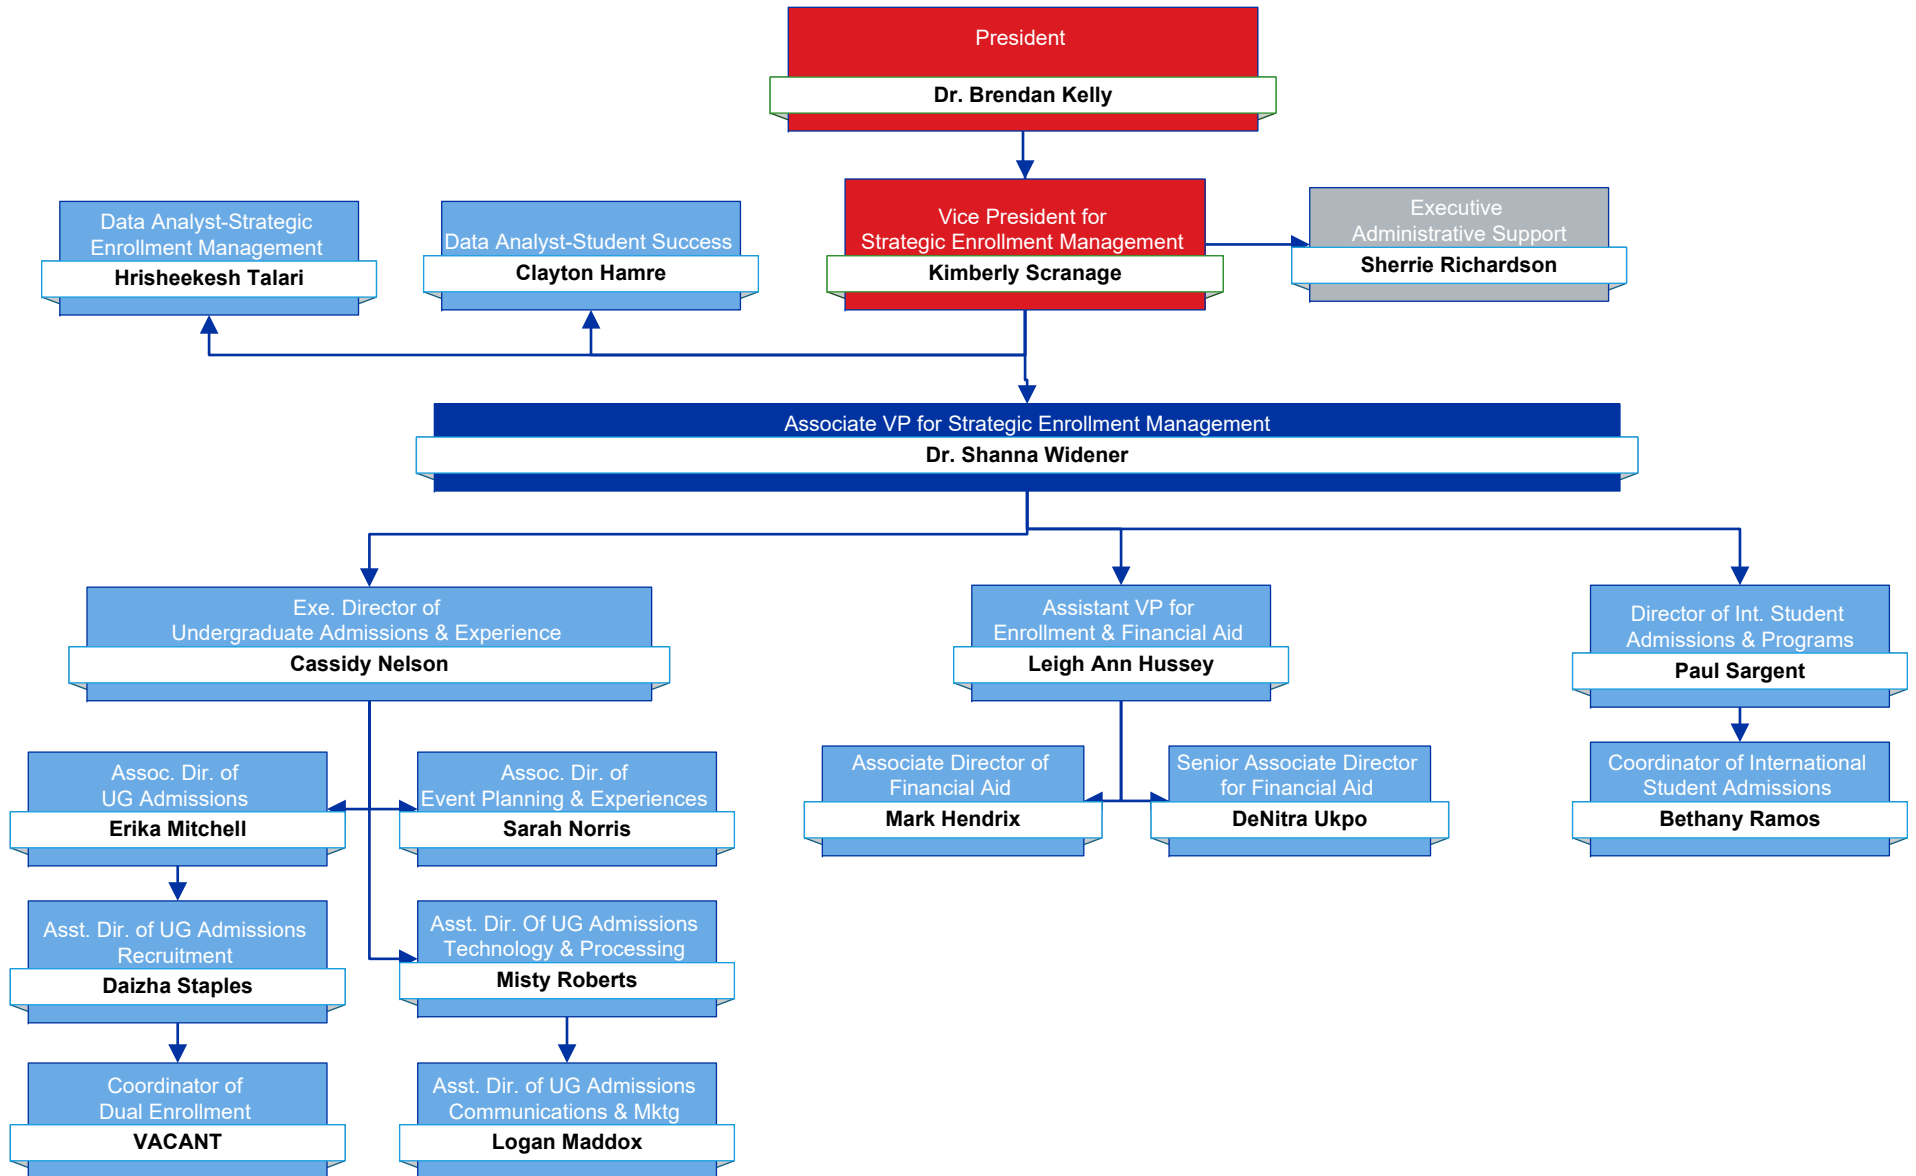 President
Dr. Brendan Kelly
Data Analyst-Strategic
Enrollment Management
Hrisheekesh Talari
Data Analyst-Student Success
Clayton Hamre
Vice President for
Strategic Enrollment Management
Kimberly Scranage
Executive
Administrative Support
Sherrie Richardson
Associate VP for Strategic Enrollment Management
Dr. Shanna Widener
Exe. Director of
Undergraduate Admissions & Experience
Cassidy Nelson
Assistant VP for
Enrollment & Financial Aid
Leigh Ann Hussey
Director of Int. Student
Admissions & Programs
Paul Sargent
Assoc. Dir. of
UG Admissions
Erika Mitchell
Assoc. Dir. of
Event Planning & Experiences
Sarah Norris
Associate Director of
Financial Aid
Mark Hendrix
Senior Associate Director
for Financial Aid
DeNitra Ukpo
Coordinator of International
Student Admissions
Bethany Ramos
Asst. Dir. of UG Admissions
Recruitment
Daizha Staples
Asst. Dir. Of UG Admissions
Technology & Processing
Misty Roberts
Coordinator of
Dual Enrollment
VACANT
Asst. Dir. of UG Admissions
Communications & Mktg
Logan Maddox